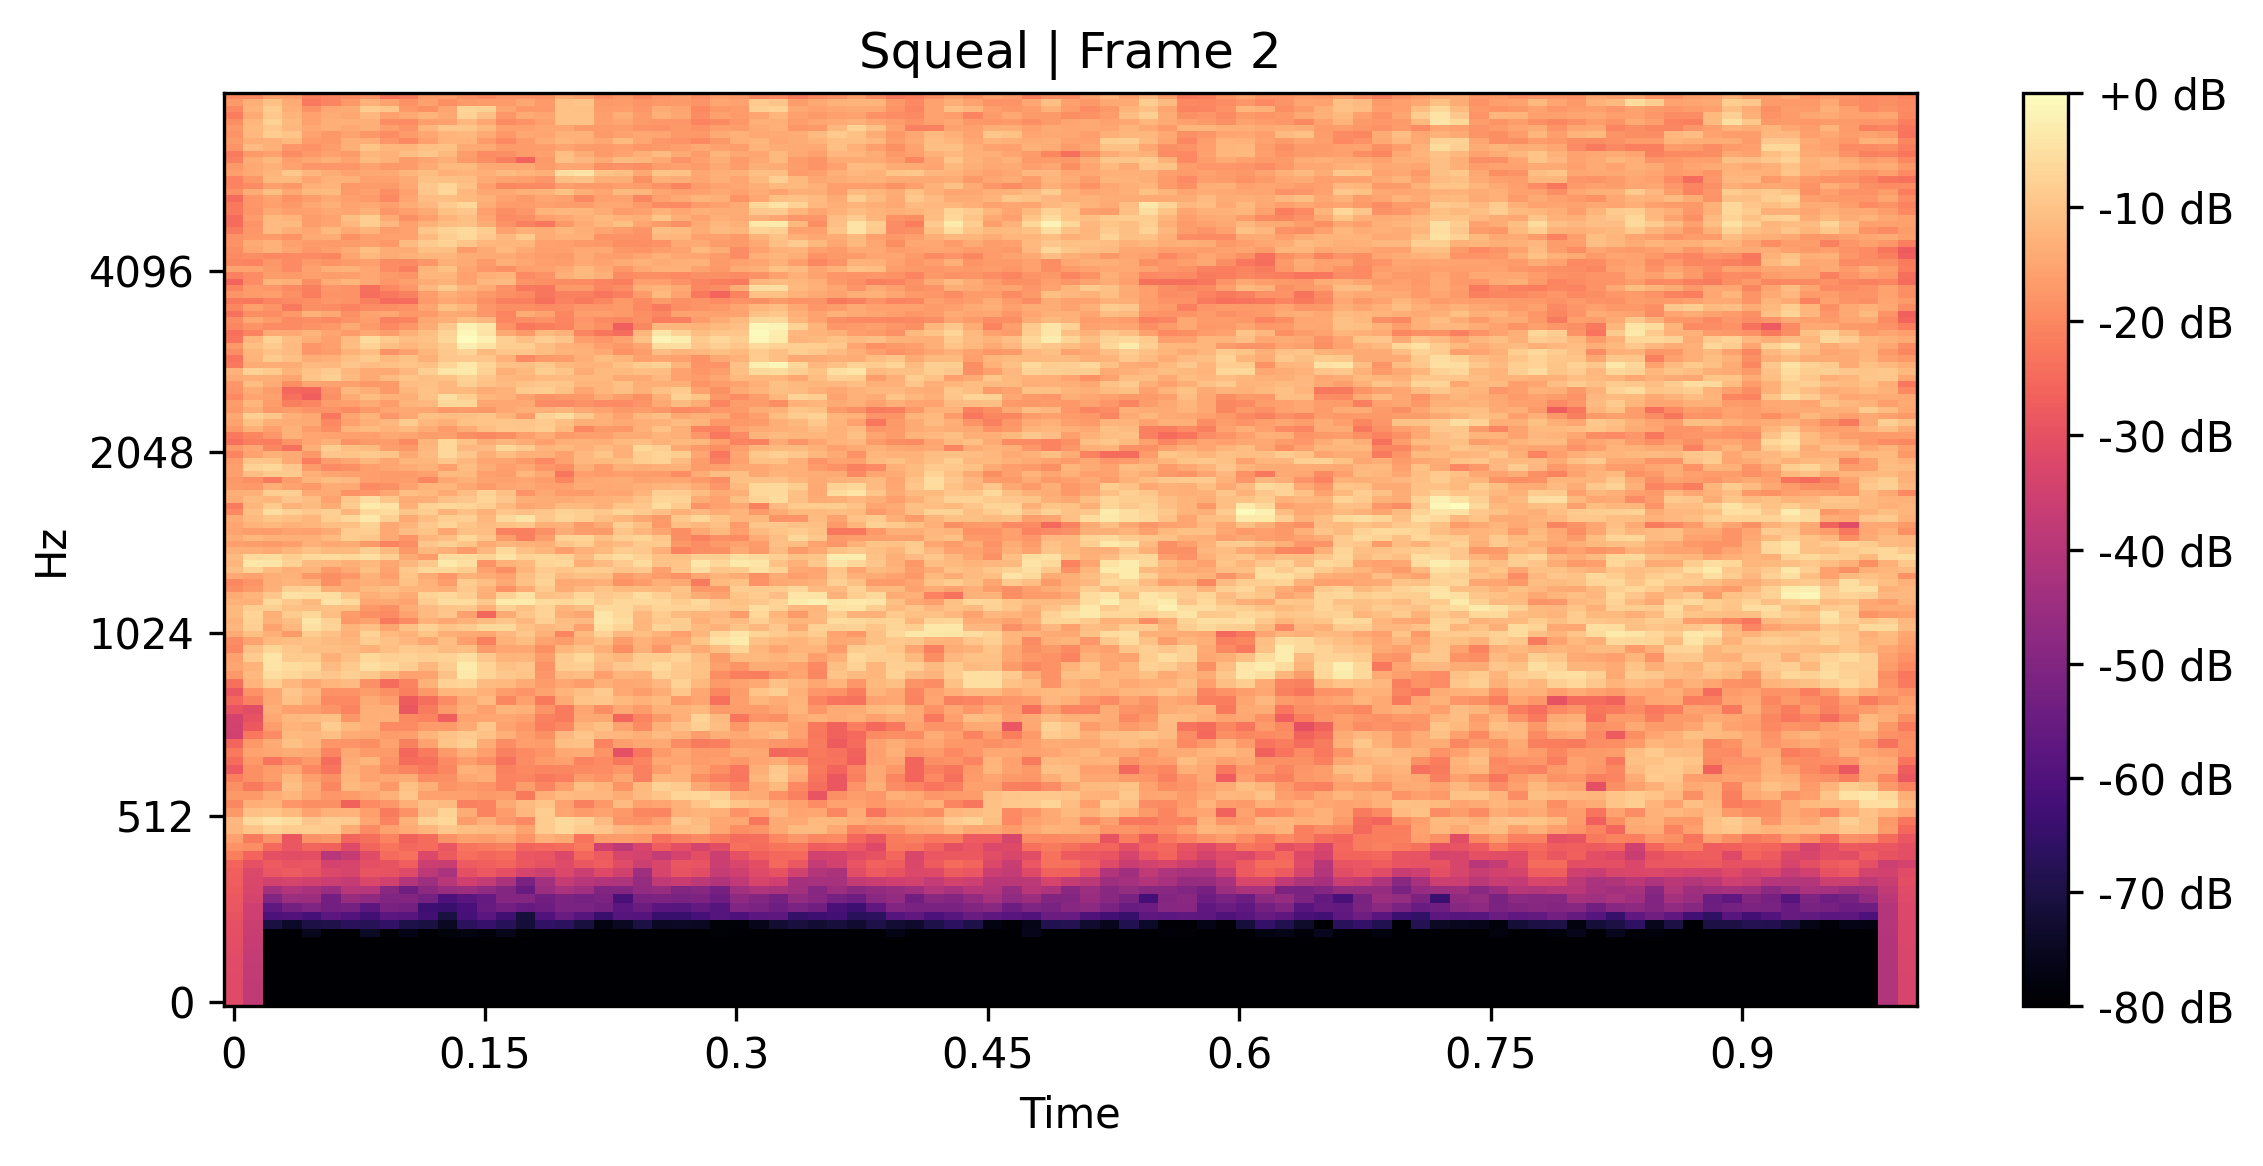 Squeal | Frame 2
+0 dB
-10 dB
-20 dB
-30 dB
-40 dB
-50 dB
-60 dB
-70 dB
-80 dB
Hz
4096
2048
1024
512
0
0 0.15 0.3 0.45 0.6 0.75 0.9
Time